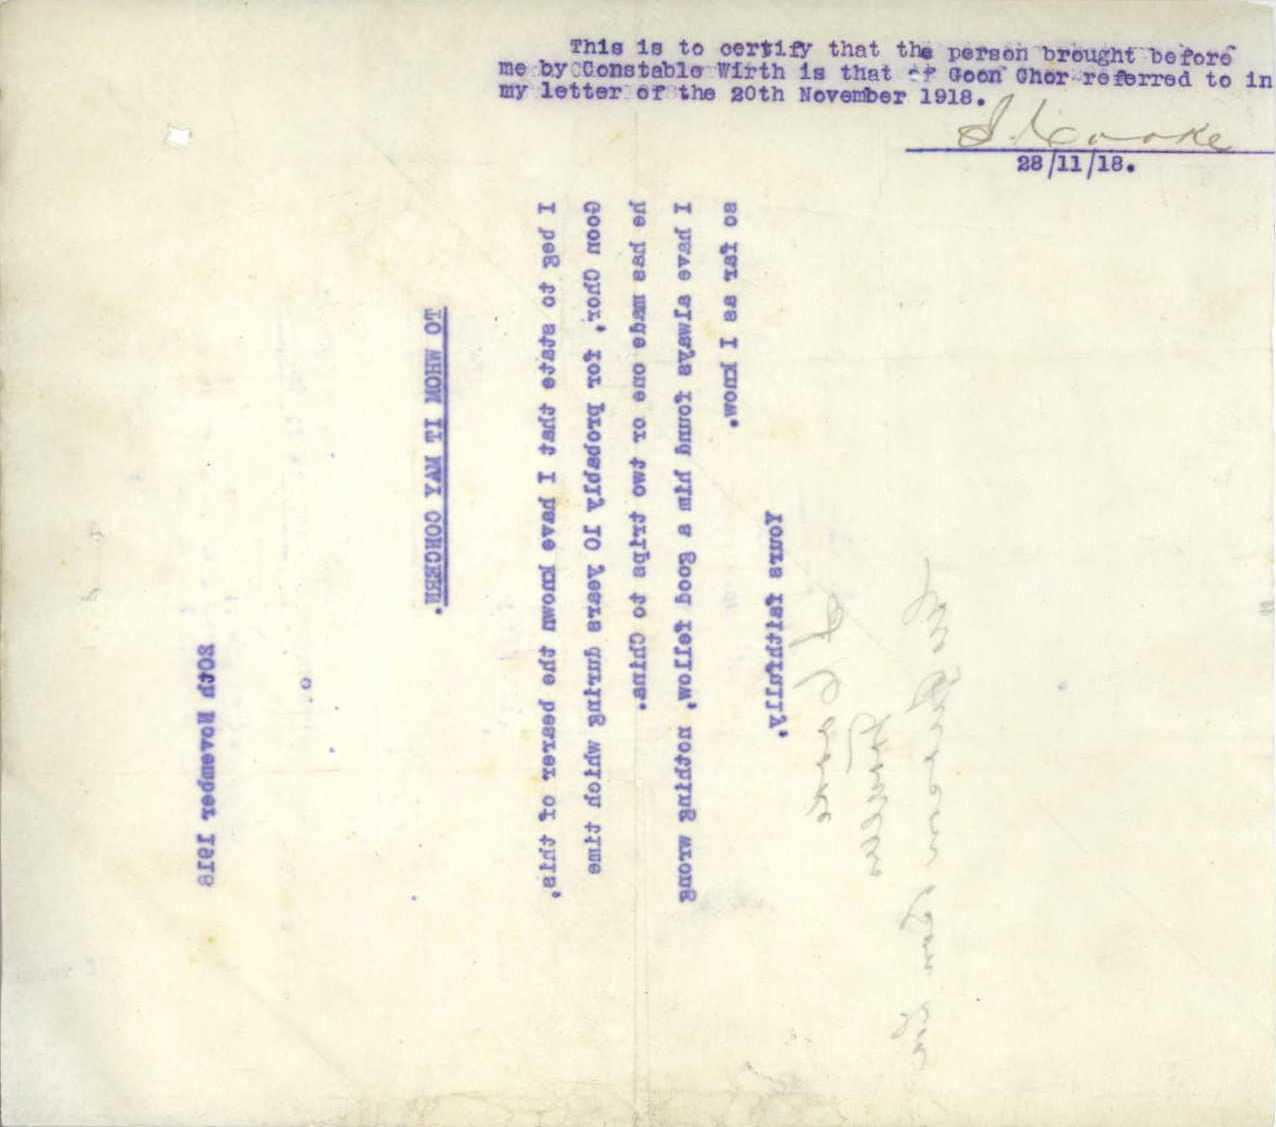 This is to certify that the person brought before
me by Constable Wirth is that of Goon Chor referred to in
my letter of the 20th November 1918.
28/11/18.
20th November 1918
TO WHOM IT MAY CONCERN.
I beg to state that I have known the bearer of this,
Goon Chor, for probably 10 years during which time
he has made one or two trips to China.
I have always found him a good fellow, nothing wrong
so far as I know.
Yours faithfully,